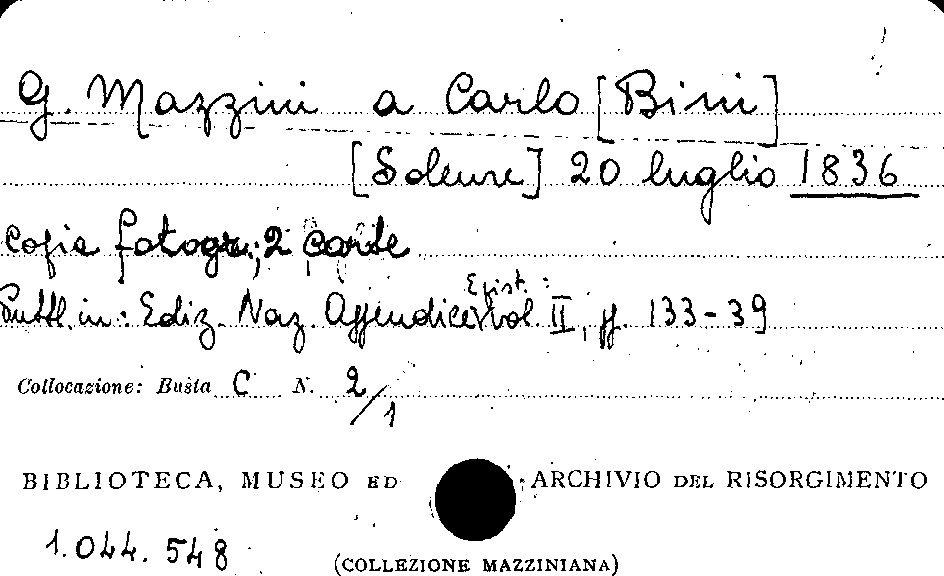 G. Mazzini a Carlo [Bini]
[Soleure] 20 luglio 1836
Copia fotogr.; 2 carte
Pubbl. in: Ediz. Naz. Appendice Epist.: vol. II, pp. 133-39
Collocazione: Busta C N. 2/1
BIBLIOTECA, MUSEO ED ARCHIVIO DEL RISORGIMENTO
1.044.548
(COLLEZIONE MAZZINIANA)